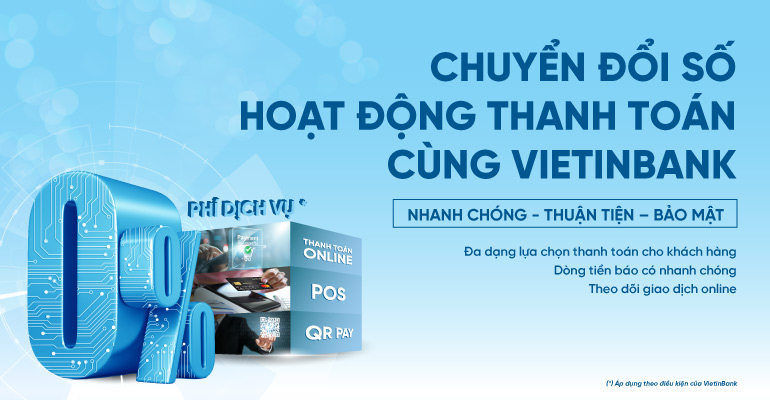 CHUYỂN ĐỔI SỐ
HOẠT ĐỘNG THANH TOÁN
CÙNG VIETINBANK
NHANH CHÓNG - THUẬN TIỆN – BẢO MẬT
Đa dạng lựa chọn thanh toán cho khách hàng
Dòng tiền báo có nhanh chóng
Theo dõi giao dịch online
0%
PHÍ DỊCH VỤ *
Payment
THANH TOÁN
ONLINE
POS
QR PAY
(*) Áp dụng theo điều kiện của VietinBank